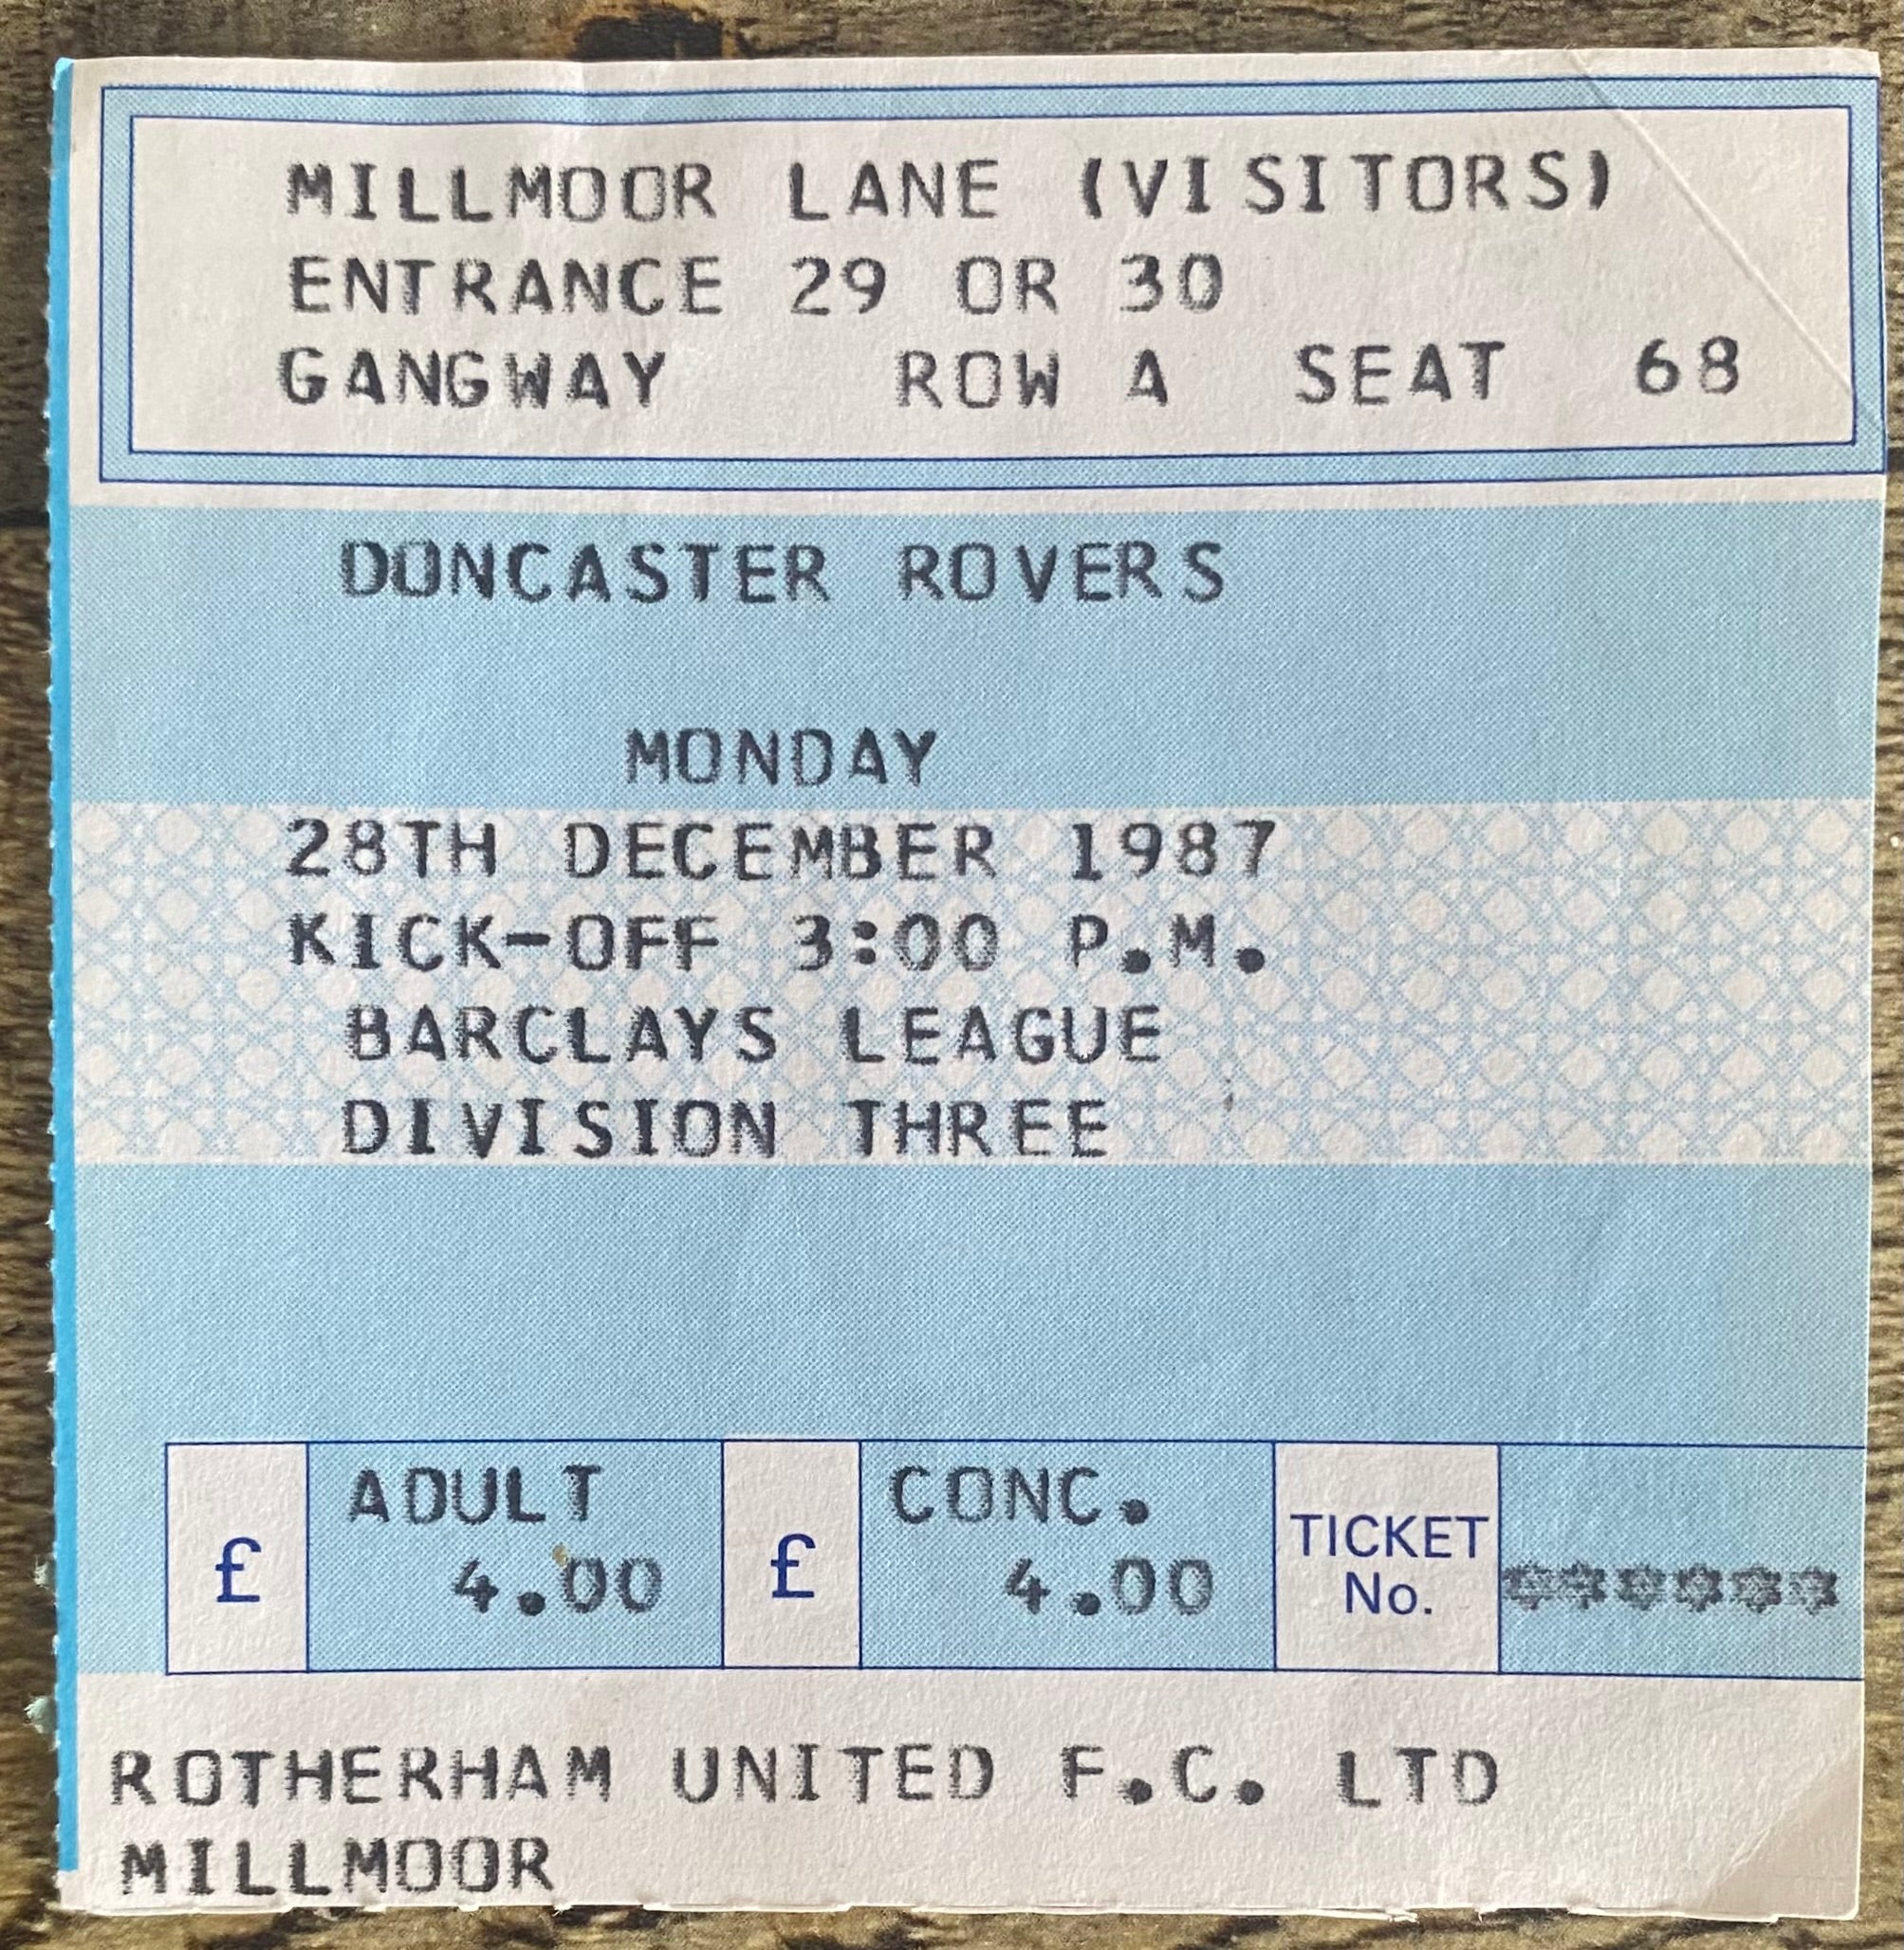 MILLMOOR LANE (VISITORS)
ENTRANCE 29 OR 30
GANGWAY ROW A SEAT 68
DONCASTER ROVERS
MONDAY
28TH DECEMBER 1987
KICK-OFF 3:00 P.M.
BARCLAYS LEAGUE
DIVISION THREE
£ ADULT 4.00 £ CONC. 4.00 TICKET No. ******
ROTHERHAM UNITED F.C. LTD
MILLMOOR